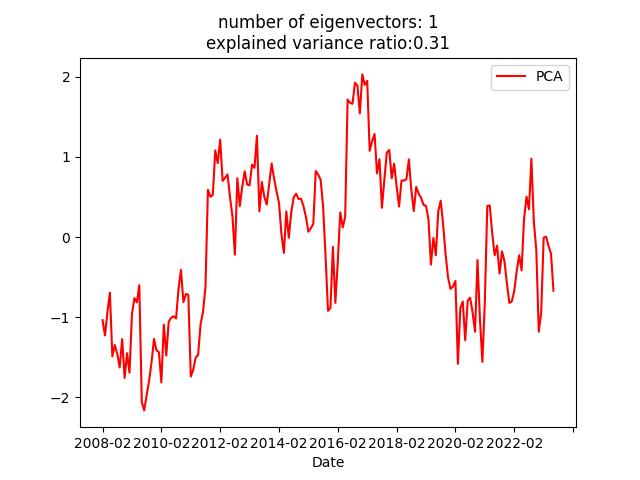 number of eigenvectors: 1
explained variance ratio:0.31
PCA
2
1
0
−1
−2
2008-02 2010-02 2012-02 2014-02 2016-02 2018-02 2020-02 2022-02
Date